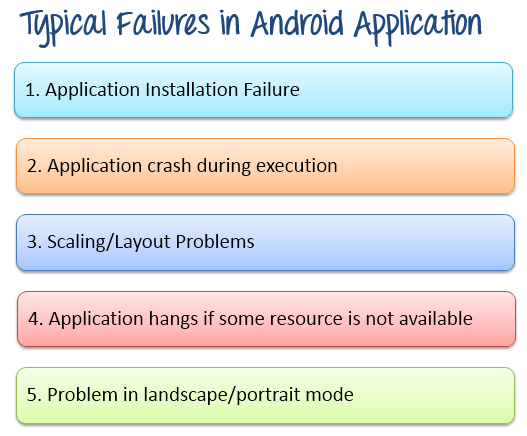 Typical Failures in Android Application
1. Application Installation Failure
2. Application crash during execution
3. Scaling/Layout Problems
4. Application hangs if some resource is not available
5. Problem in landscape/portrait mode